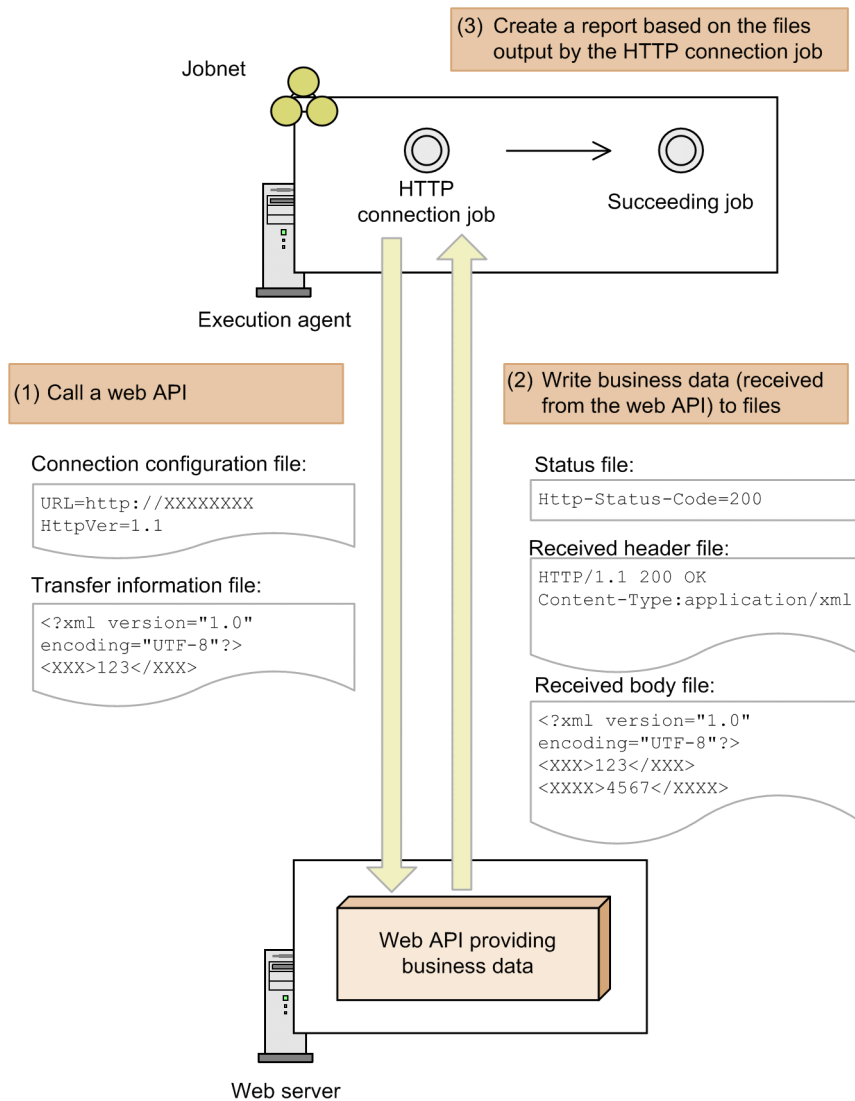 (3) Create a report based on the files
output by the HTTP connection job
Jobnet
HTTP
connection job
Succeeding job
Execution agent
(1) Call a web API
(2) Write business data (received
from the web API) to files
Connection configuration file:
URL=http://XXXXXXXX
HttpVer=1.1
Transfer information file:
<?xml version="1.0"
encoding="UTF-8"?>
<XXX>123</XXX>
Status file:
Http-Status-Code=200
Received header file:
HTTP/1.1 200 OK
Content-Type:application/xml
Received body file:
<?xml version="1.0"
encoding="UTF-8"?>
<XXX>123</XXX>
<XXXX>4567</XXXX>
Web API providing
business data
Web server